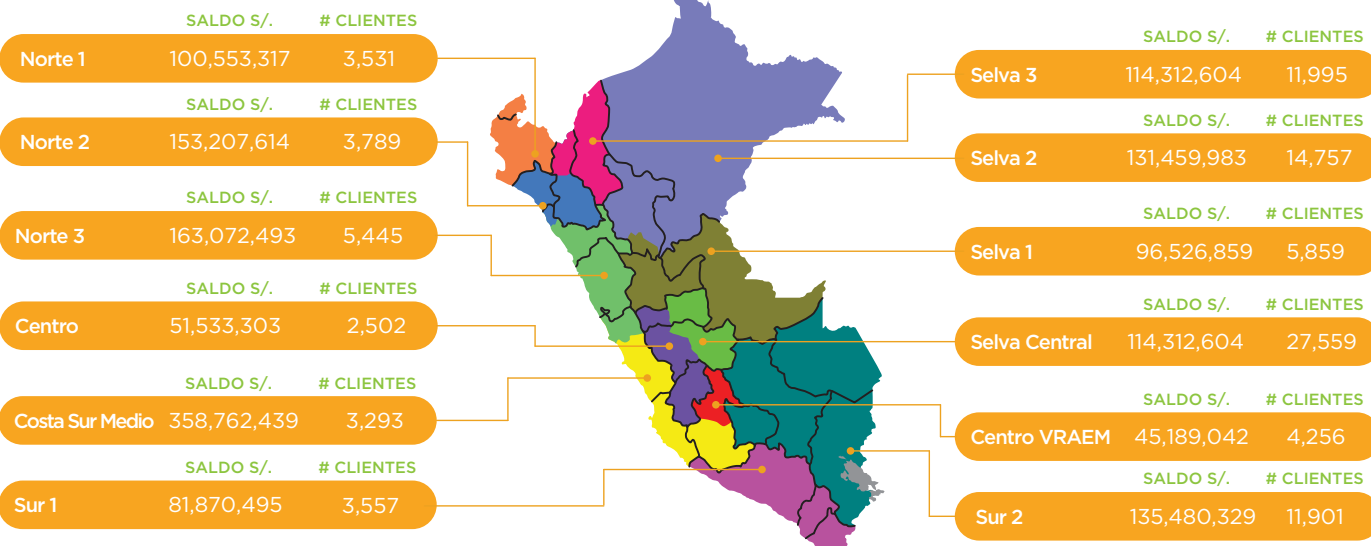 SALDO S/. # CLIENTES
Norte 1 100,553,317 3,531
SALDO S/. # CLIENTES
Norte 2 153,207,614 3,789
SALDO S/. # CLIENTES
Norte 3 163,072,493 5,445
SALDO S/. # CLIENTES
Centro 51,533,303 2,502
SALDO S/. # CLIENTES
Costa Sur Medio 358,762,439 3,293
SALDO S/. # CLIENTES
Sur 1 81,870,495 3,557
SALDO S/. # CLIENTES
Selva 3 114,312,604 11,995
SALDO S/. # CLIENTES
Selva 2 131,459,983 14,757
SALDO S/. # CLIENTES
Selva 1 96,526,859 5,859
SALDO S/. # CLIENTES
Selva Central 114,312,604 27,559
SALDO S/. # CLIENTES
Centro VRAEM 45,189,042 4,256
SALDO S/. # CLIENTES
Sur 2 135,480,329 11,901